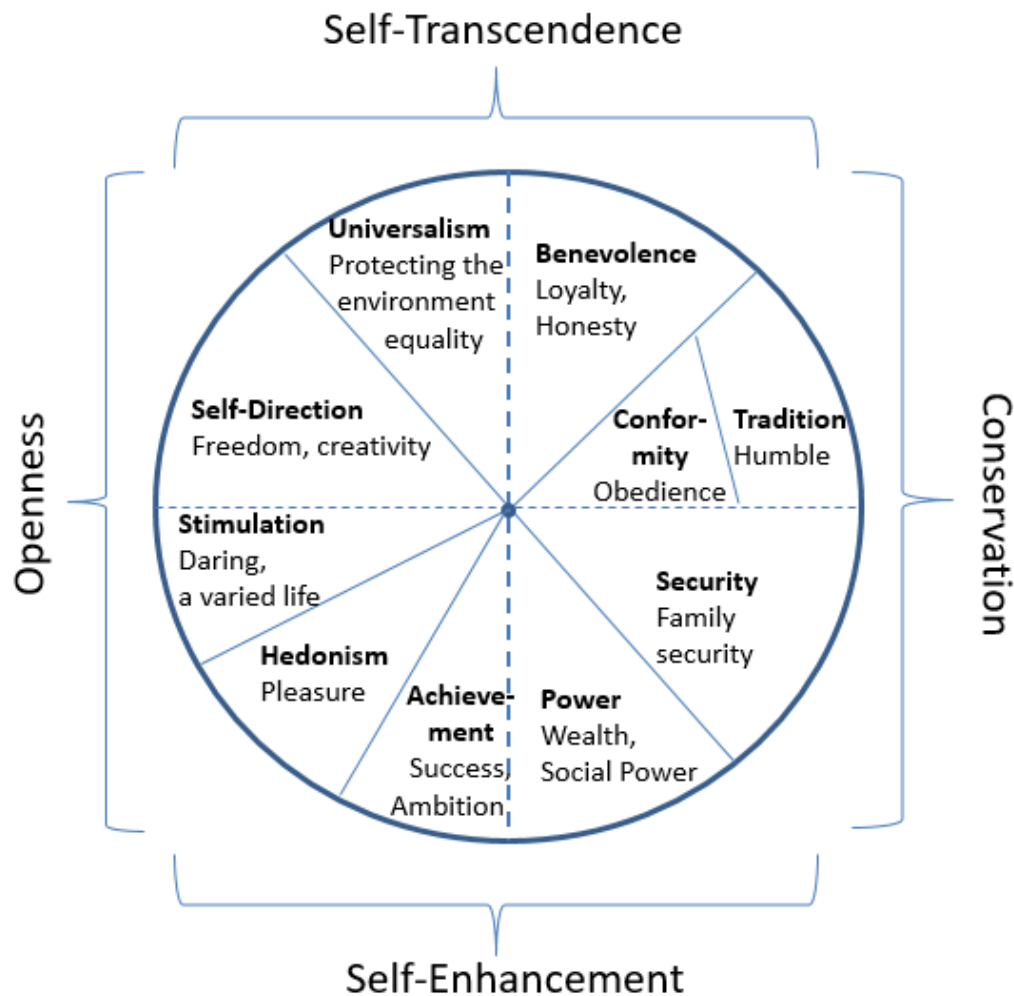 Self-Transcendence
Universalism
Protecting the
environment
equality
Benevolence
Loyalty,
Honesty
Self-Direction
Freedom, creativity
Confor-
mity
Obedience
Tradition
Humble
Openness
Conservation
Stimulation
Daring,
a varied life
Security
Family
security
Hedonism
Pleasure
Achieve-
ment
Success,
Ambition
Power
Wealth,
Social Power
Self-Enhancement